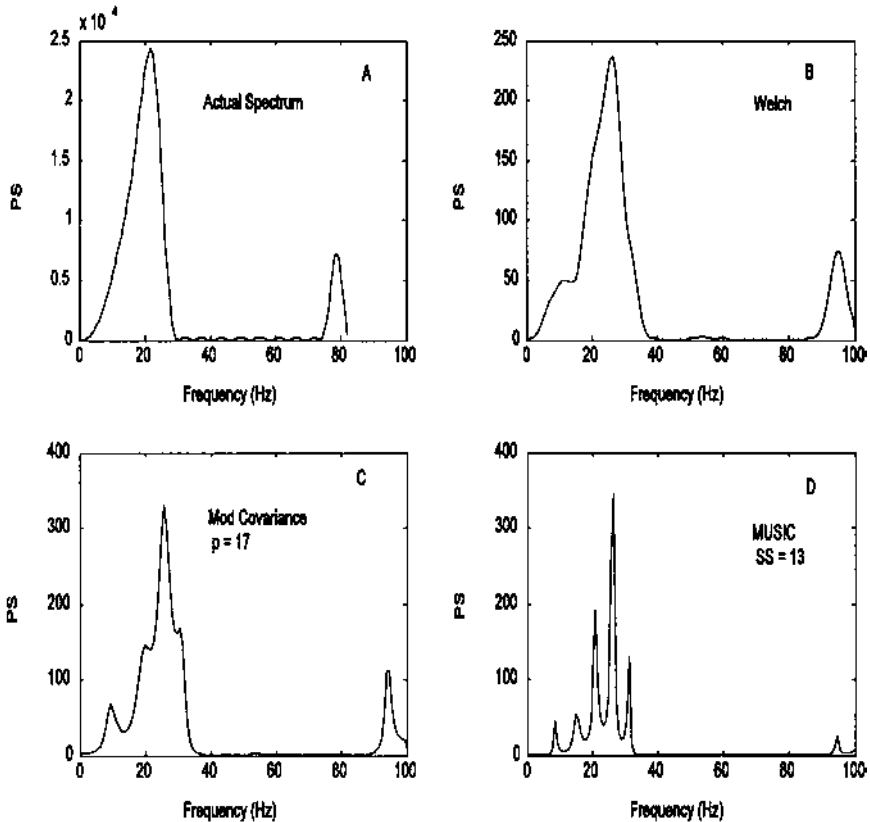 x 10 ^4
2.5
2
1.5
1
0.5
0
PS
A
Actual Spectrum
0 20 40 60 80 100
Frequency (Hz)
250
200
150
100
50
0
PS
B
Welch
0 20 40 60 80 100
Frequency (Hz)
400
300
200
100
0
PS
C
Mod Covariance
p = 17
0 20 40 60 80 100
Frequency (Hz)
400
300
200
100
0
PS
D
MUSIC
SS = 13
0 20 40 60 80 100
Frequency (Hz)